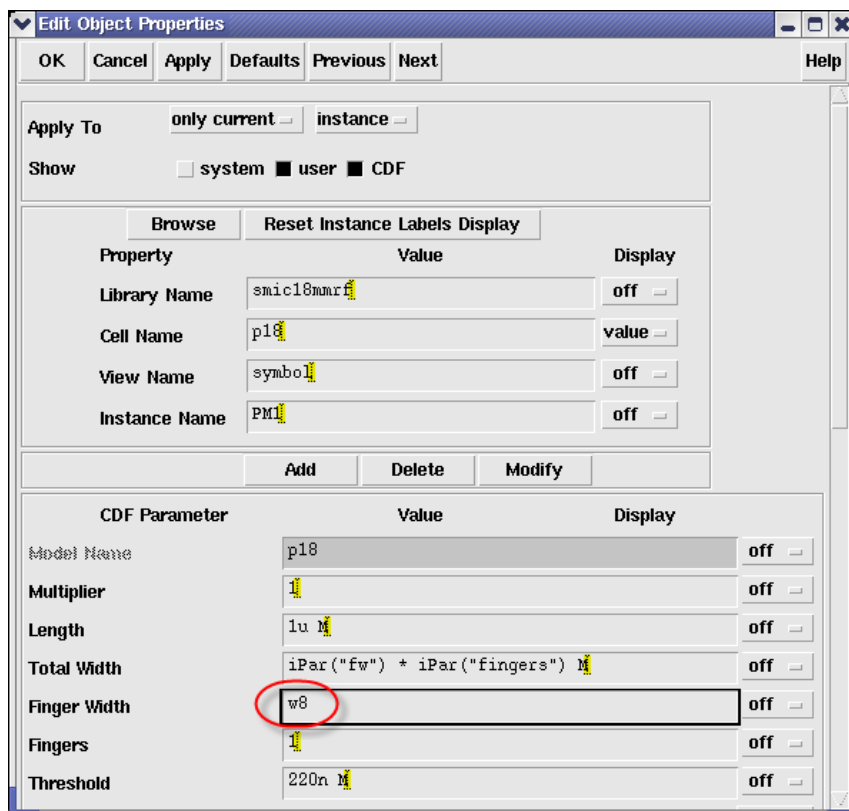 Edit Object Properties
OK Cancel Apply Defaults Previous Next Help
Apply To only current instance
Show system user CDF
Browse Reset Instance Labels Display
Property Value Display
Library Name smic18mmrf off
Cell Name p18 value
View Name symbol off
Instance Name PM1 off
Add Delete Modify
CDF Parameter Value Display
Model Name p18 off
Multiplier 1 off
Length 1u M off
Total Width iPar("fw") * iPar("fingers") M off
Finger Width w8 off
Fingers 1 off
Threshold 220n M off